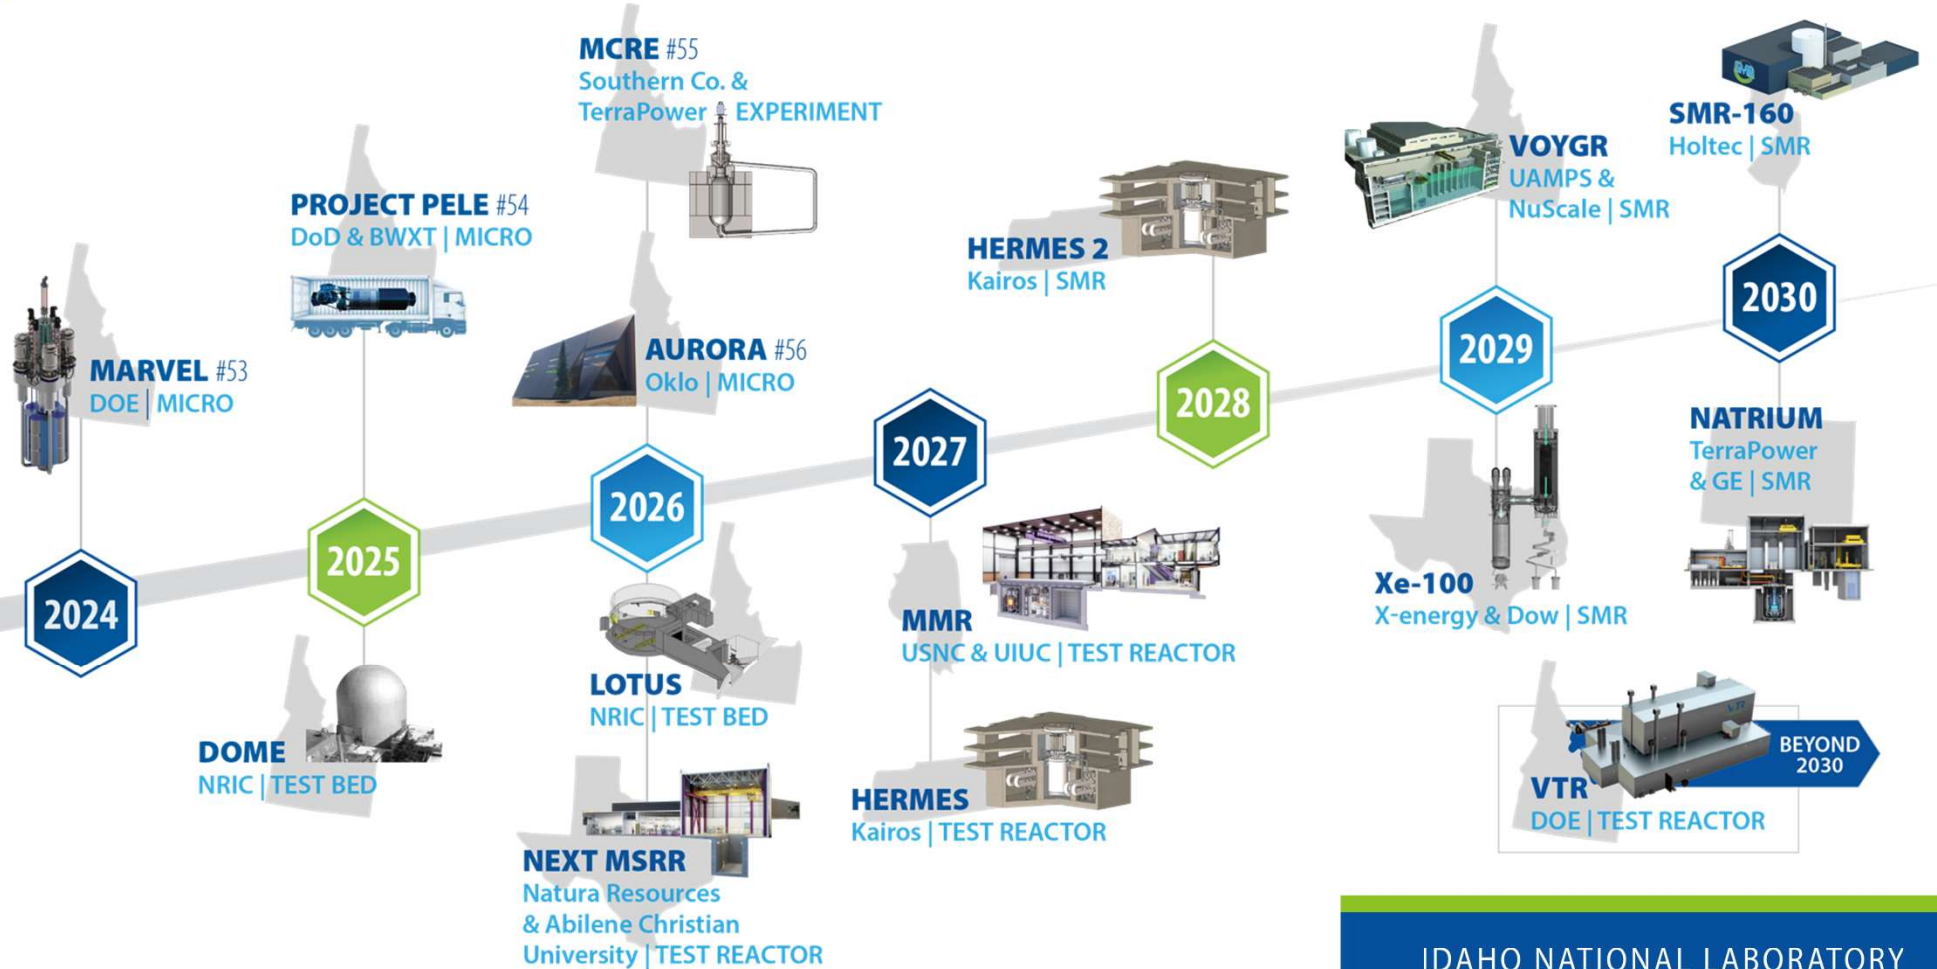 MCRE #55
Southern Co. &
TerraPower | EXPERIMENT
PROJECT PELE #54
DoD & BWXT | MICRO
MARVEL #53
DOE | MICRO
AURORA #56
Oklo | MICRO
HERMES 2
Kairos | SMR
VOYGR
UAMPS &
NuScale | SMR
SMR-160
Holtec | SMR
2024
2025
2026
2027
2028
2029
2030
DOME
NRIC | TEST BED
LOTUS
NRIC | TEST BED
NEXT MSRR
Natura Resources
& Abilene Christian
University | TEST REACTOR
MMR
USNC & UIUC | TEST REACTOR
HERMES
Kairos | TEST REACTOR
Xe-100
X-energy & Dow | SMR
NATRIUM
TerraPower
& GE | SMR
VTR
VTR
DOE | TEST REACTOR
BEYOND
2030
IDAHO NATIONAL LABORATORY